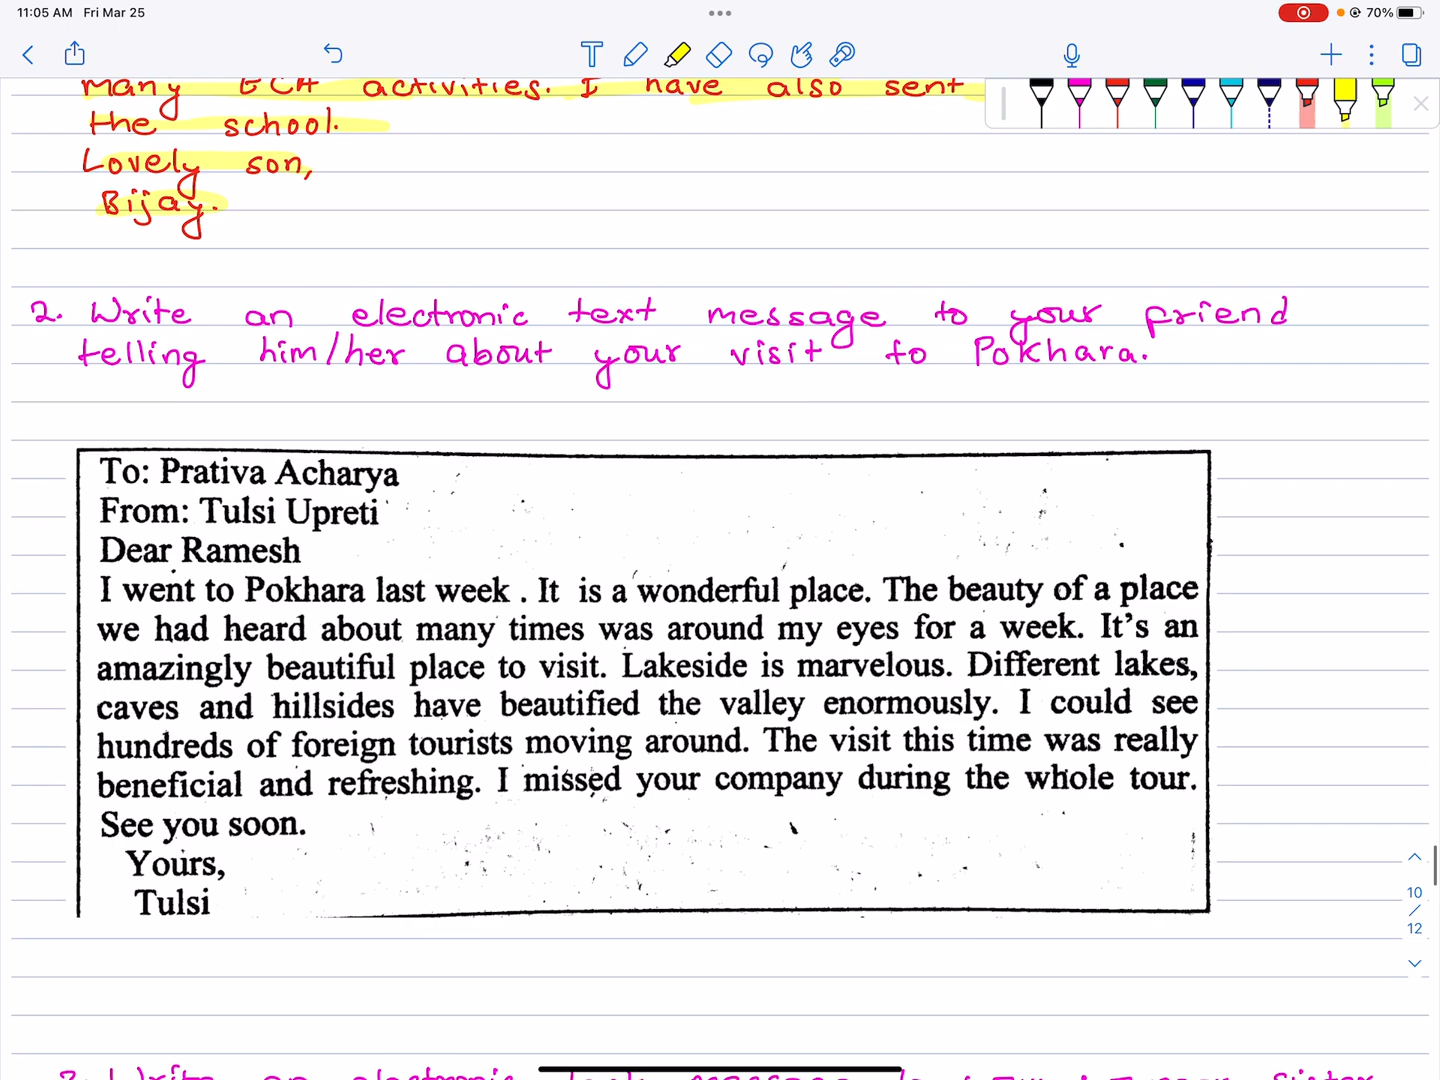 11:05 AM Fri Mar 25
70%
many ECA activities. I have also sent
the school.
Lovely son,
Bijay.
2. Write an electronic text message to your friend
telling him/her about your visit to Pokhara.
To: Prativa Acharya
From: Tulsi Upreti
Dear Ramesh
I went to Pokhara last week . It is a wonderful place. The beauty of a place
we had heard about many times was around my eyes for a week. It's an
amazingly beautiful place to visit. Lakeside is marvelous. Different lakes,
caves and hillsides have beautified the valley enormously. I could see
hundreds of foreign tourists moving around. The visit this time was really
beneficial and refreshing. I missed your company during the whole tour.
See you soon.
Yours,
Tulsi
10
/
12
3. Write an electronic
sister